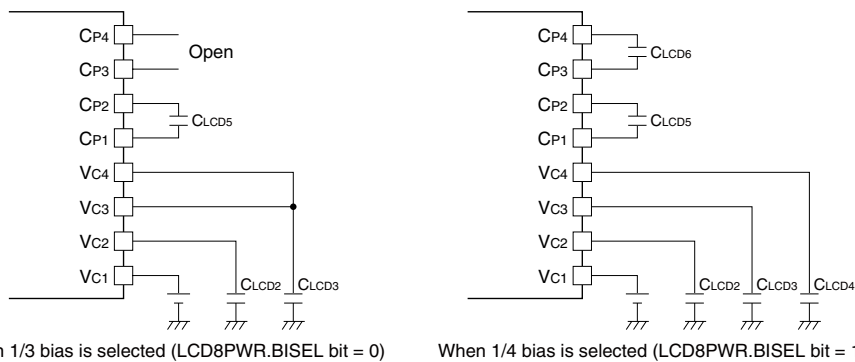 CP4
CP3
Open
CP2
CP1
CLCD5
VC4
VC3
VC2
VC1
CLCD2
CLCD3
1/3 bias is selected (LCD8PWR.BISEL bit = 0)
CP4
CP3
CLCD6
CP2
CP1
CLCD5
VC4
VC3
VC2
VC1
CLCD2
CLCD3
CLCD4
When 1/4 bias is selected (LCD8PWR.BISEL bit =